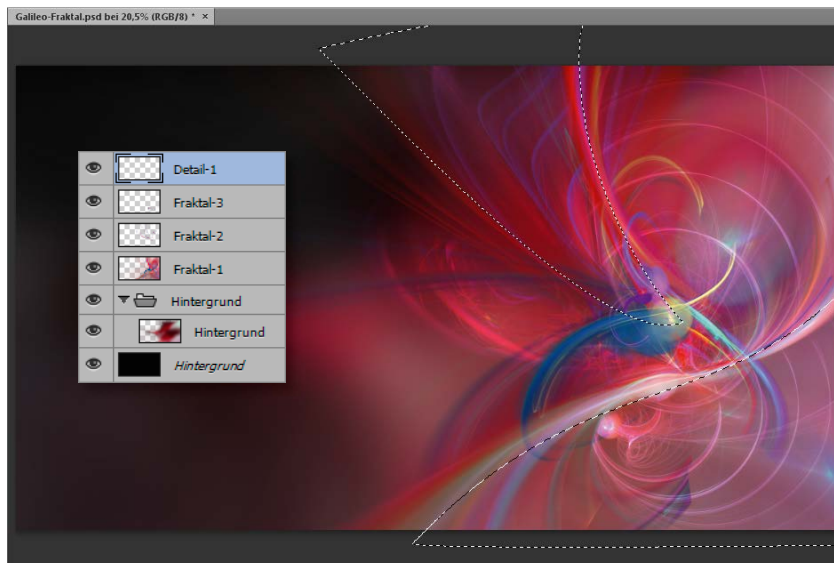 Galileo-Fraktal.psd bei 20,5% (RGB/8) * ×
Detail-1
Fraktal-3
Fraktal-2
Fraktal-1
Hintergrund
Hintergrund
Hintergrund